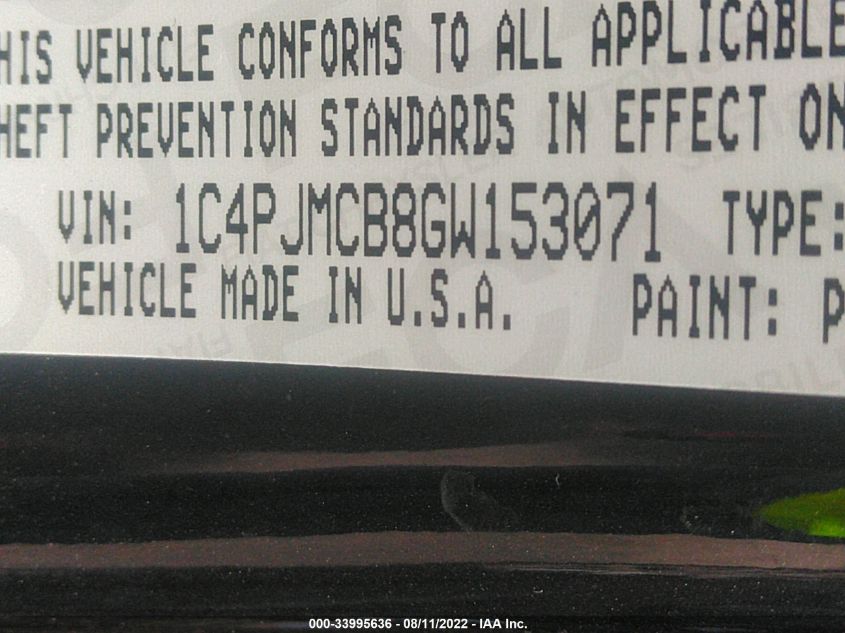 HIS VEHICLE CONFORMS TO ALL APPLICABLE
HEFT PREVENTION STANDARDS IN EFFECT ON
VIN: 1C4PJMCB8GW153071 TYPE:
VEHICLE MADE IN U.S.A. PAINT: P
000-33995636 - 08/11/2022 - IAA Inc.